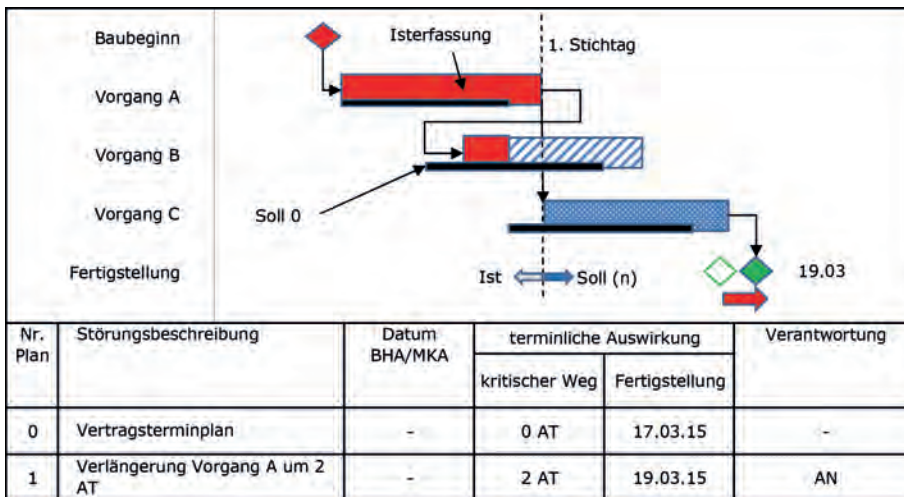 Baubeginn
Isterfassung
1. Stichtag
Vorgang A
Vorgang B
Vorgang C
Soll 0
Fertigstellung
Ist
Soll (n)
19.03
Nr. Plan
Störungsbeschreibung
Datum
BHA/MKA
terminliche Auswirkung
Verantwortung
kritischer Weg
Fertigstellung
0
Vertragsterminplan
-
0 AT
17.03.15
-
1
Verlängerung Vorgang A um 2
AT
-
2 AT
19.03.15
AN